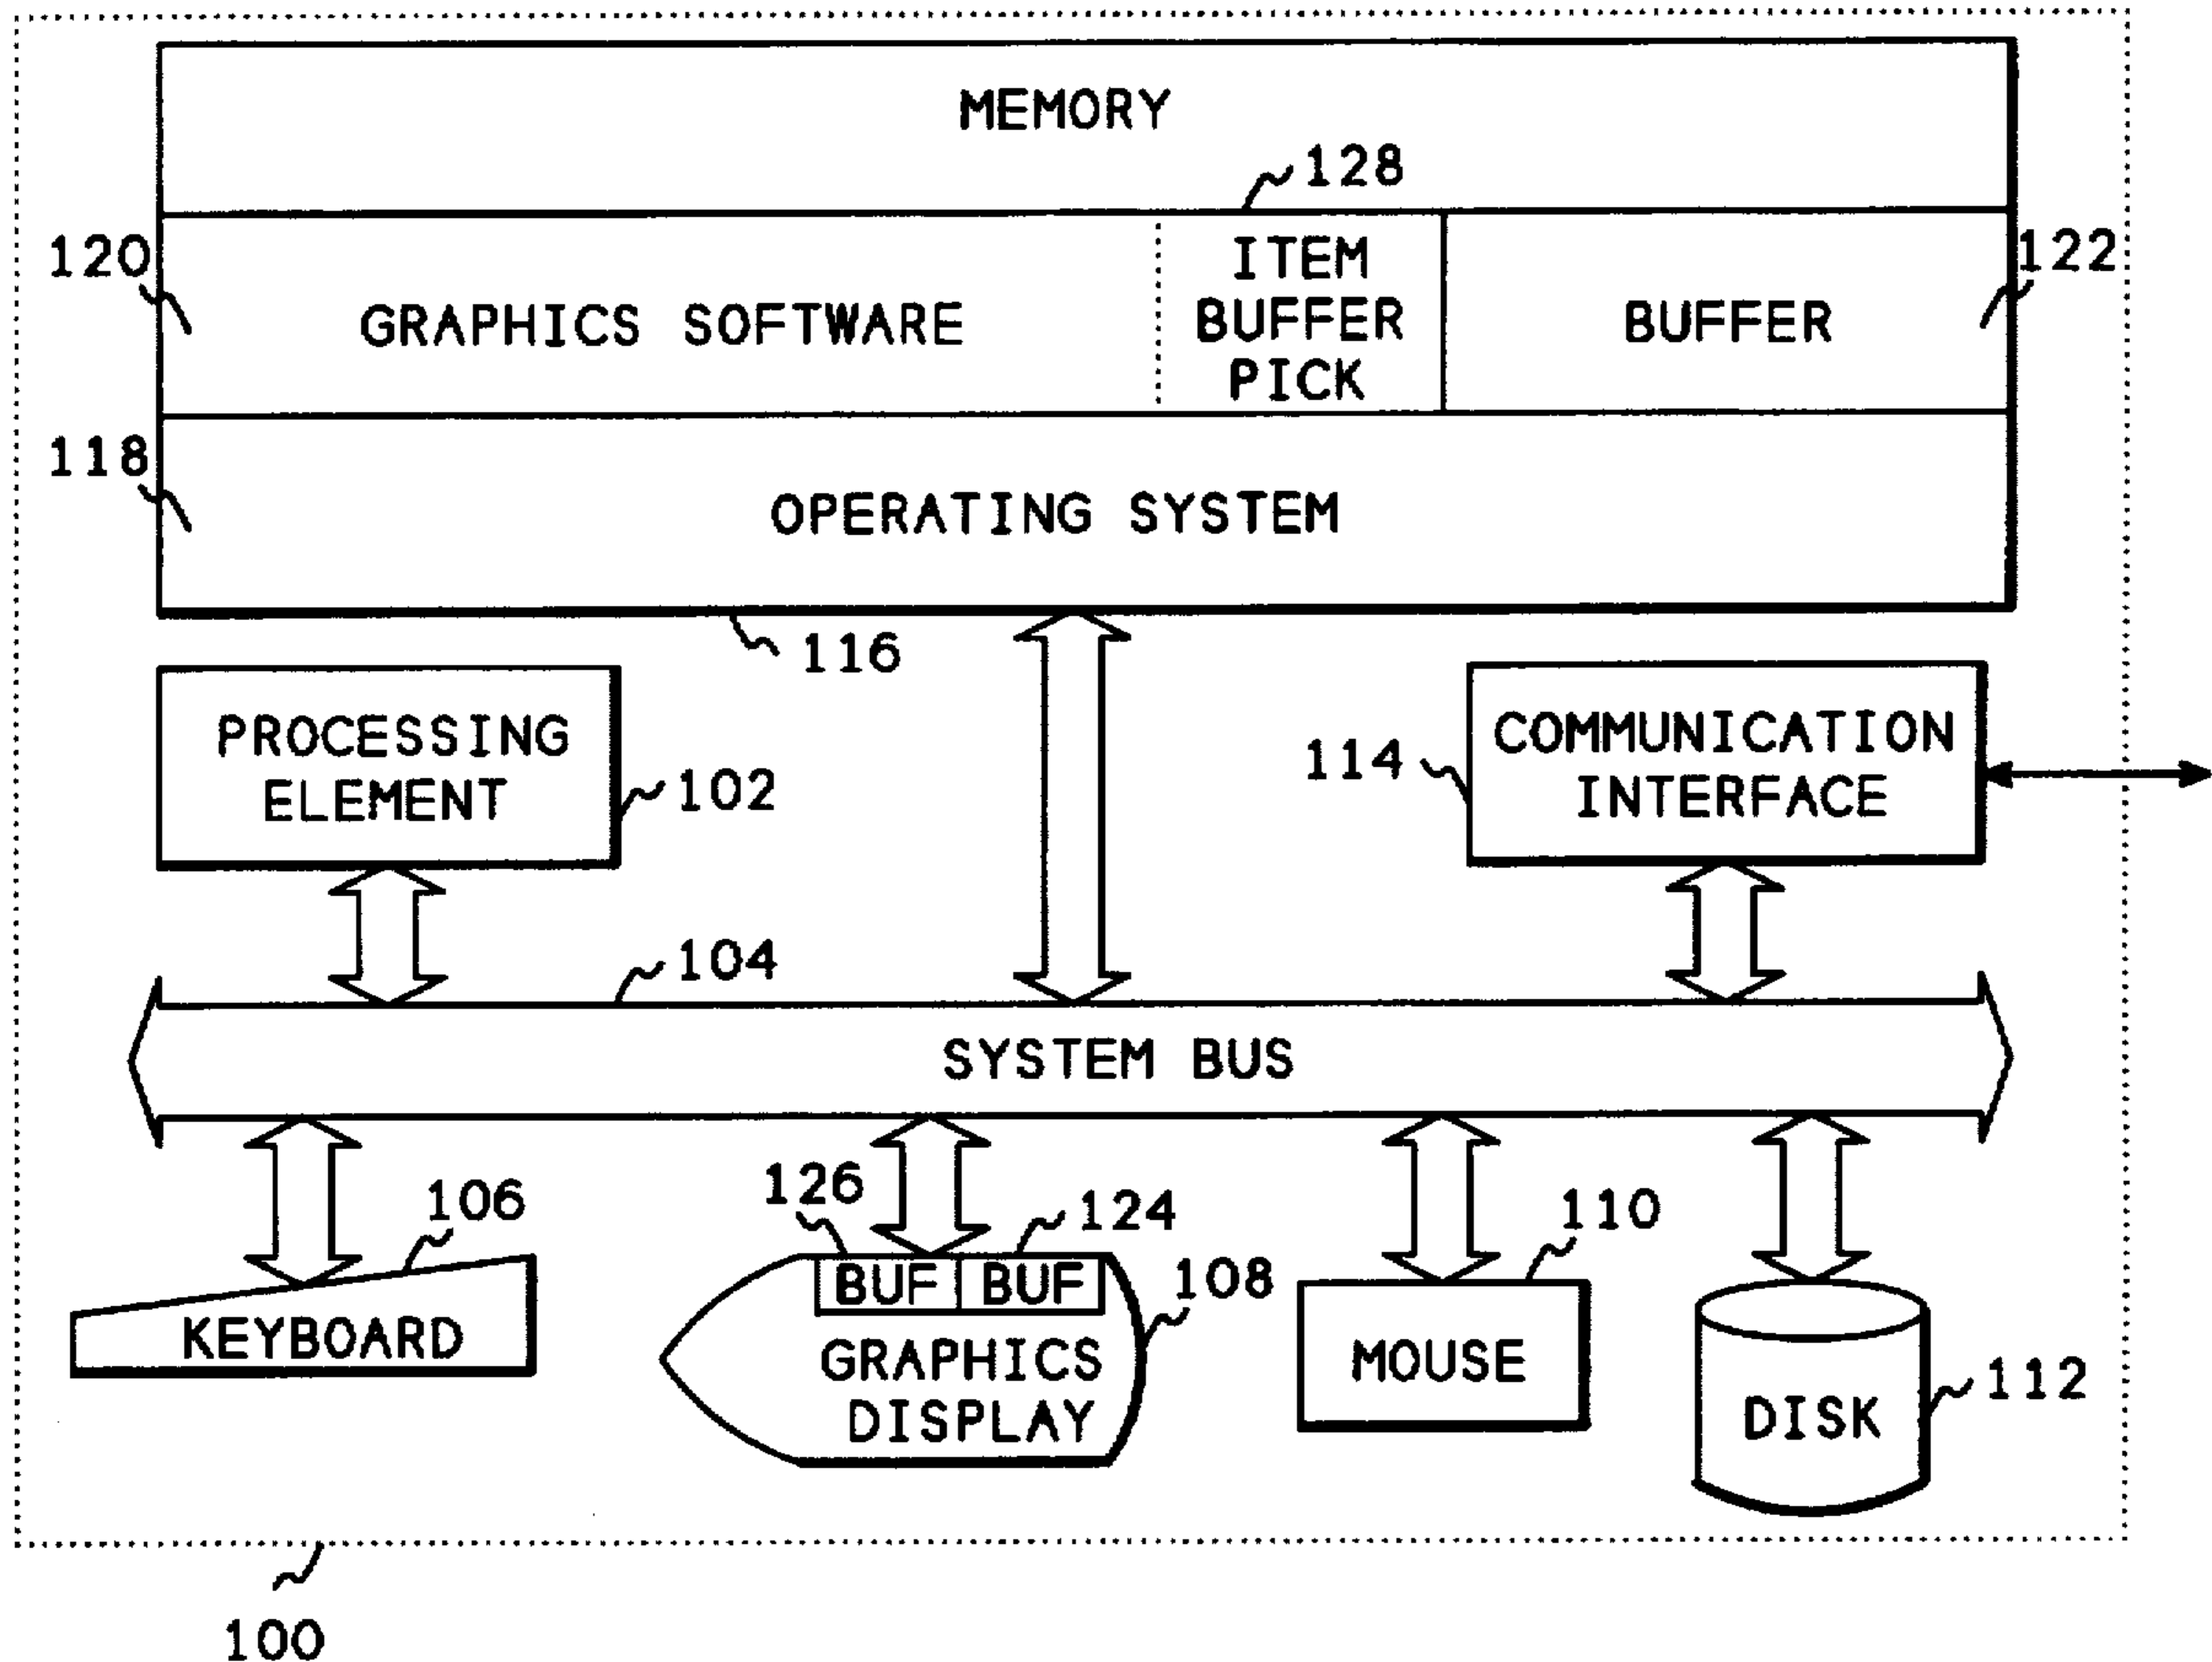 MEMORY
128
120
GRAPHICS SOFTWARE
ITEM
BUFFER
PICK
BUFFER
122
118
OPERATING SYSTEM
116
PROCESSING
ELEMENT
102
114
COMMUNICATION
INTERFACE
104
SYSTEM BUS
106
KEYBOARD
126
124
BUF
BUF
108
GRAPHICS
DISPLAY
110
MOUSE
112
DISK
100